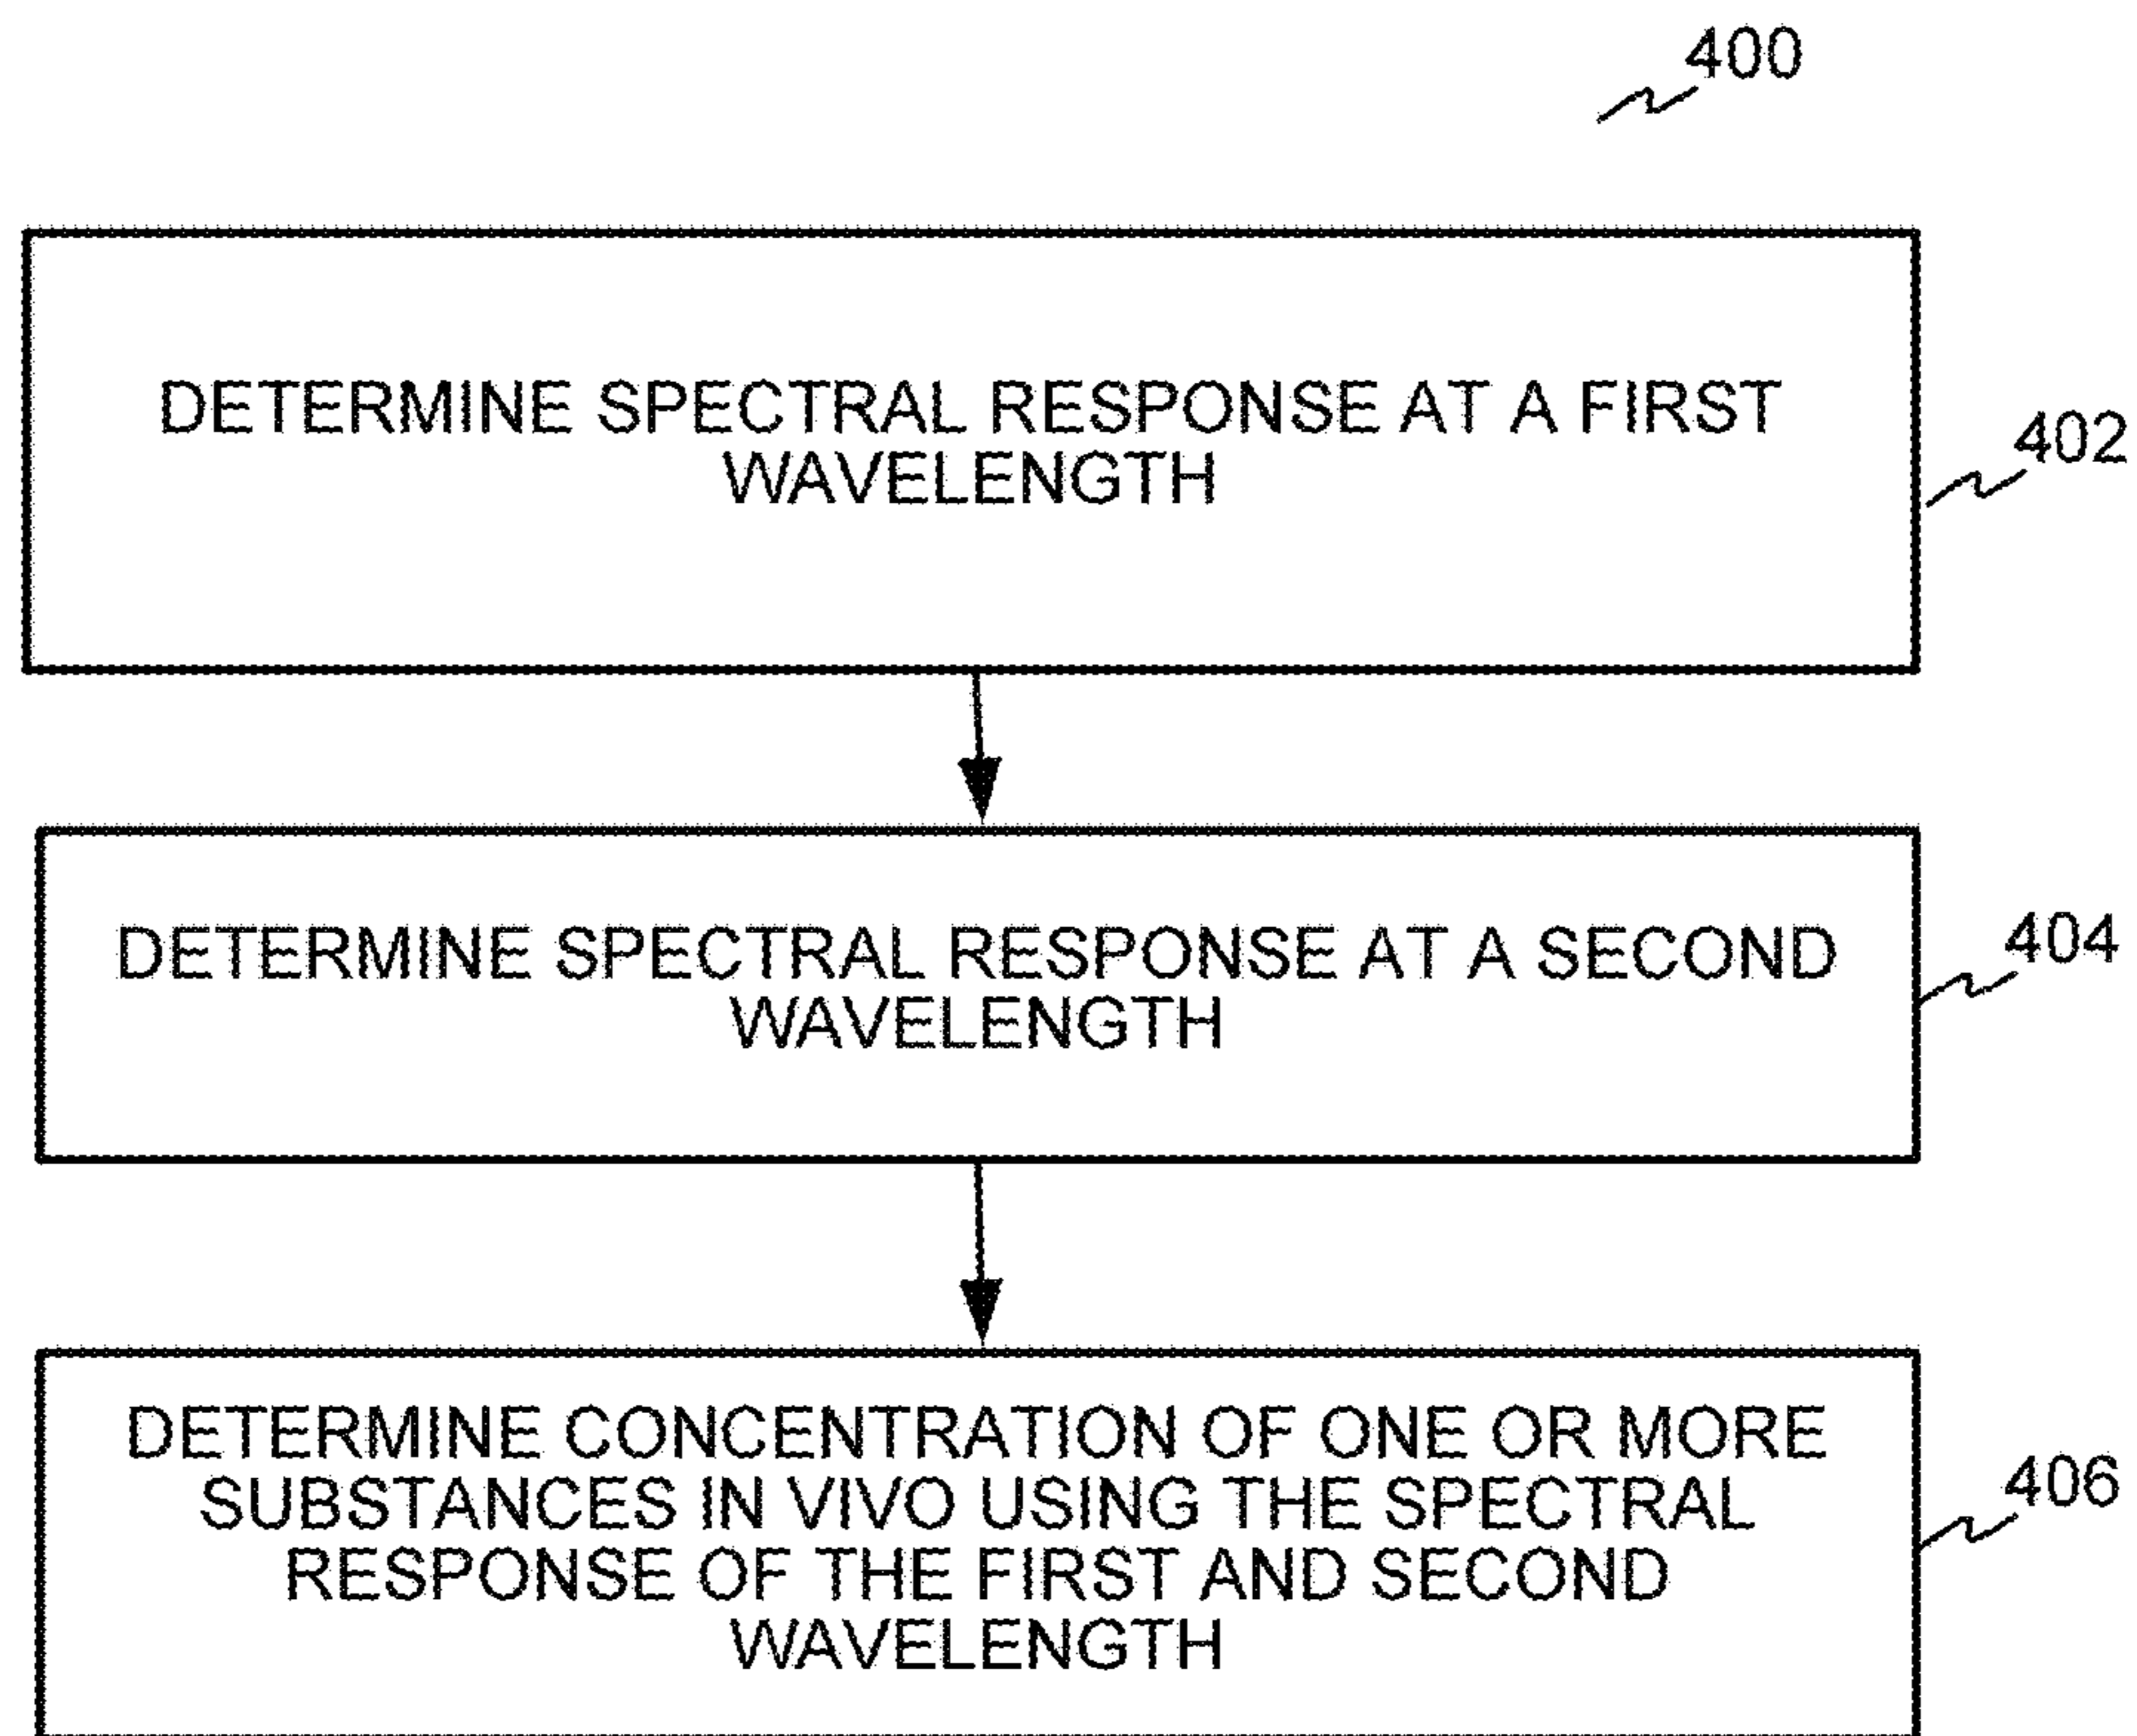 400
DETERMINE SPECTRAL RESPONSE AT A FIRST
WAVELENGTH
402
DETERMINE SPECTRAL RESPONSE AT A SECOND
WAVELENGTH
404
DETERMINE CONCENTRATION OF ONE OR MORE
SUBSTANCES IN VIVO USING THE SPECTRAL
RESPONSE OF THE FIRST AND SECOND
WAVELENGTH
406